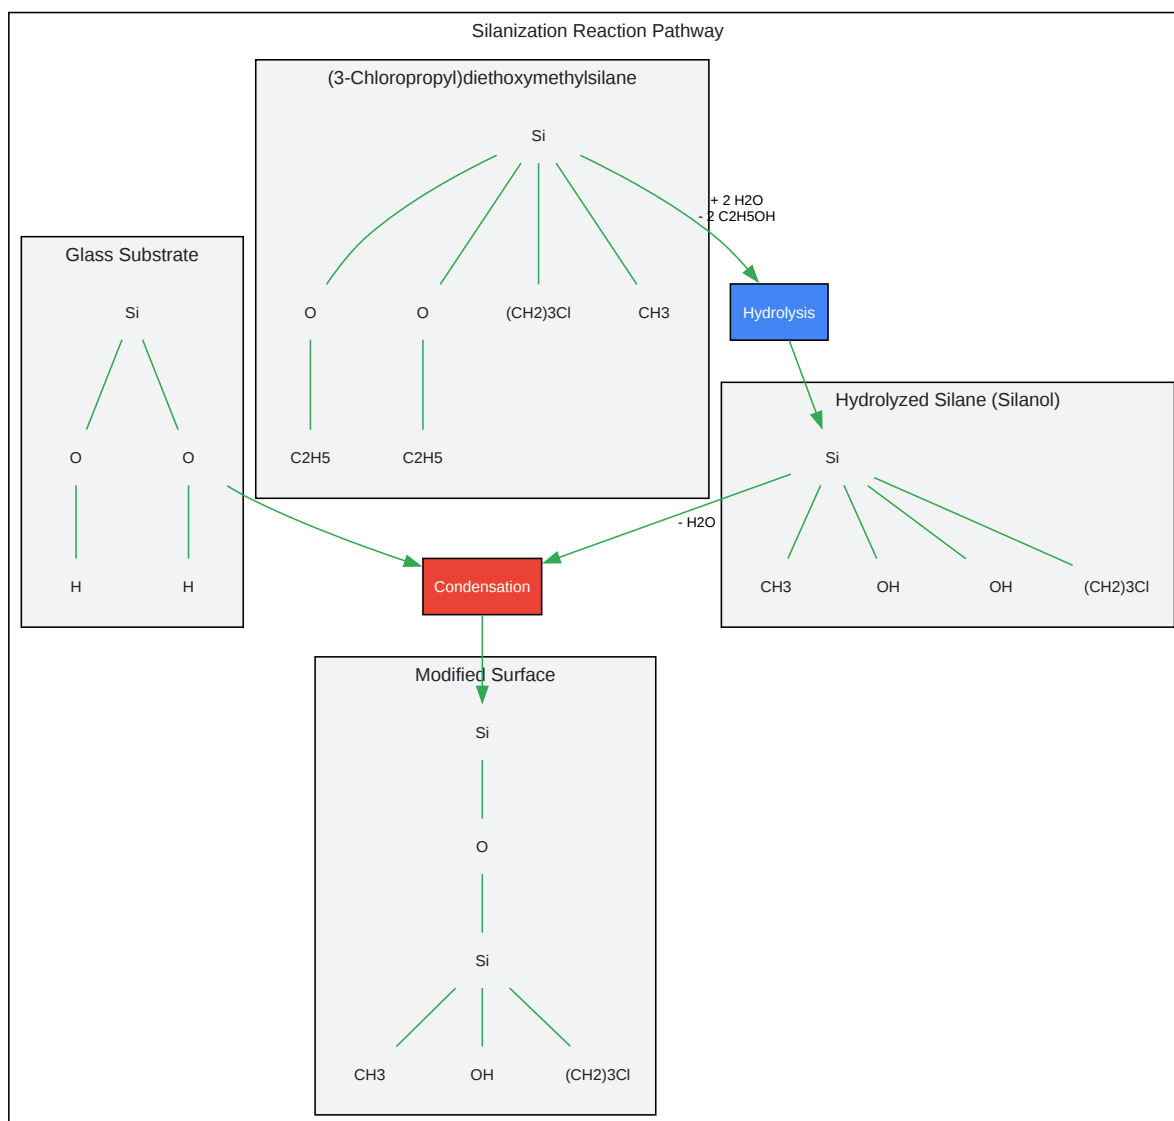 Silanization Reaction Pathway
(3-Chloropropyl)diethoxymethylsilane
Si
+ 2 H2O
- 2 C2H5OH
Glass Substrate
Si
O
O
(CH2)3Cl
CH3
Hydrolysis
Hydrolyzed Silane (Silanol)
O
O
C2H5
C2H5
Si
- H2O
H
H
Condensation
CH3
OH
OH
(CH2)3Cl
Modified Surface
Si
O
Si
CH3
OH
(CH2)3Cl